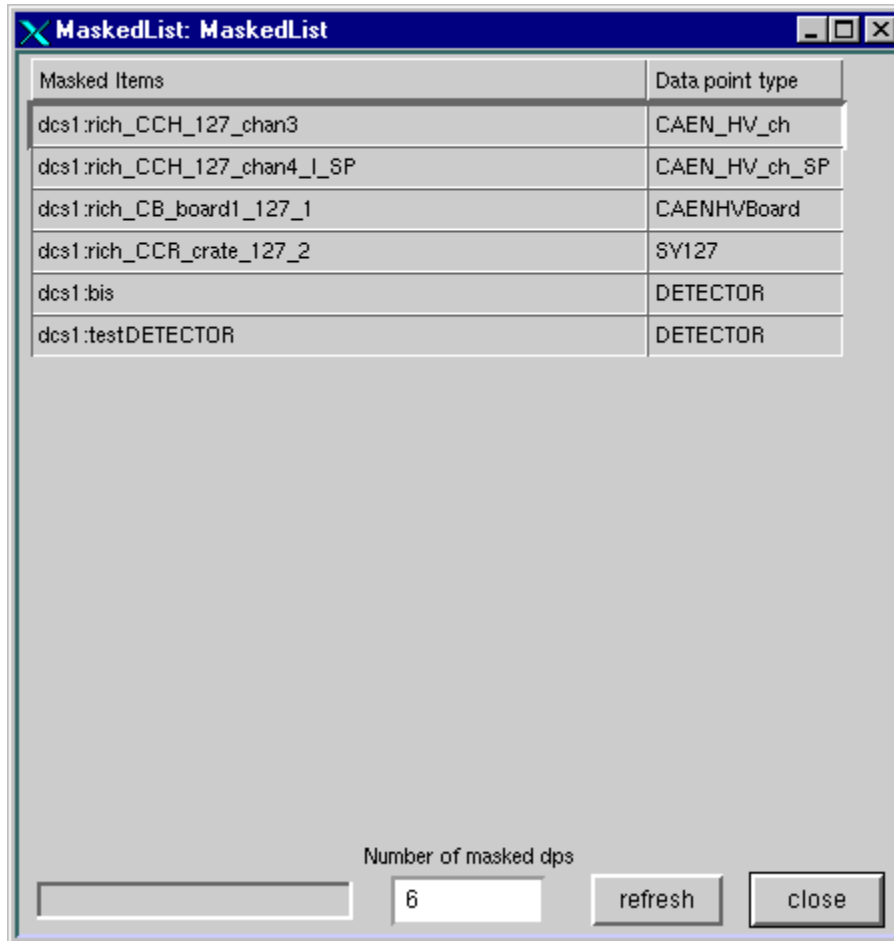 MaskedList: MaskedList
Masked Items Data point type
dcs1:rich_CCH_127_chan3 CAEN_HV_ch
dcs1:rich_CCH_127_chan4_I_SP CAEN_HV_ch_SP
dcs1:rich_CB_board1_127_1 CAENHVBoard
dcs1:rich_CCR_crate_127_2 SY127
dcs1:bis DETECTOR
dcs1:testDETECTOR DETECTOR
Number of masked dps
6 refresh close